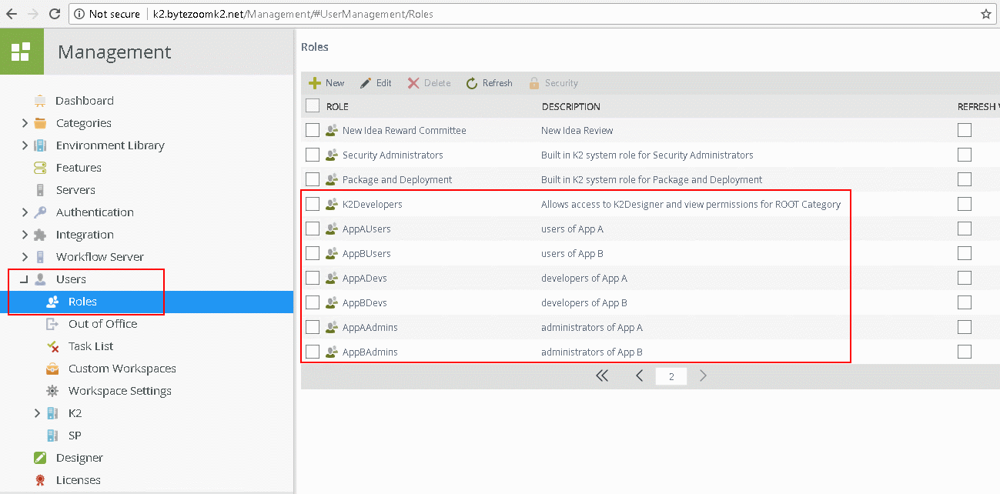 Not secure | k2.bytezoomk2.net/Management/#UserManagement/Roles
Management
Dashboard
Categories
Environment Library
Features
Servers
Authentication
Integration
Workflow Server
Users
Roles
Out of Office
Task List
Custom Workspaces
Workspace Settings
K2
SP
Designer
Licenses
Roles
New Edit Delete Refresh Security
ROLE DESCRIPTION REFRESH
New Idea Reward Committee New Idea Review
Security Administrators Built in K2 system role for Security Administrators
Package and Deployment Built in K2 system role for Package and Deployment
K2Developers Allows access to K2Designer and view permissions for ROOT Category
AppAUsers users of App A
AppBUsers users of App B
AppADevs developers of App A
AppBDevs developers of App B
AppAAdmins administrators of App A
AppBAdmins administrators of App B
2